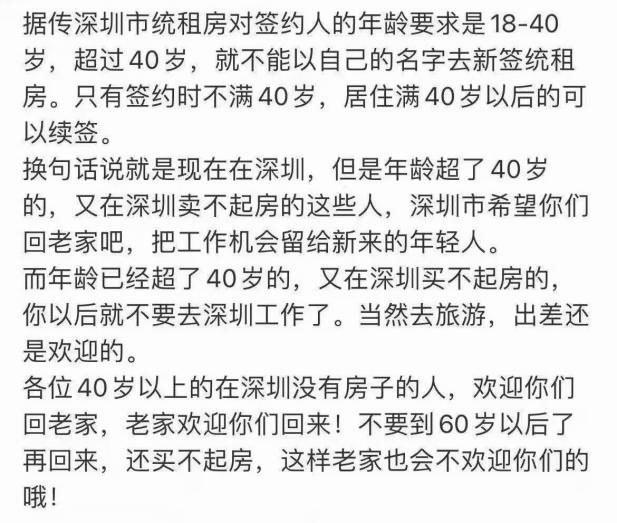 据传深圳市统租房对签约人的年龄要求是18-40
岁，超过40岁，就不能以自己的名字去新签统租
房。只有签约时不满40岁，居住满40岁以后的可
以续签。
换句话说就是现在在深圳，但是年龄超了40岁
的，又在深圳卖不起房的这些人，深圳市希望你们
回老家吧，把工作机会留给新来的年轻人。
而年龄已经超了40岁的，又在深圳买不起房的，
你以后就不要去深圳工作了。当然去旅游，出差还
是欢迎的。
各位40岁以上的在深圳没有房子的人，欢迎你们
回老家，老家欢迎你们回来！不要到60岁以后了
再回来，还买不起房，这样老家也会不欢迎你们的
哦！